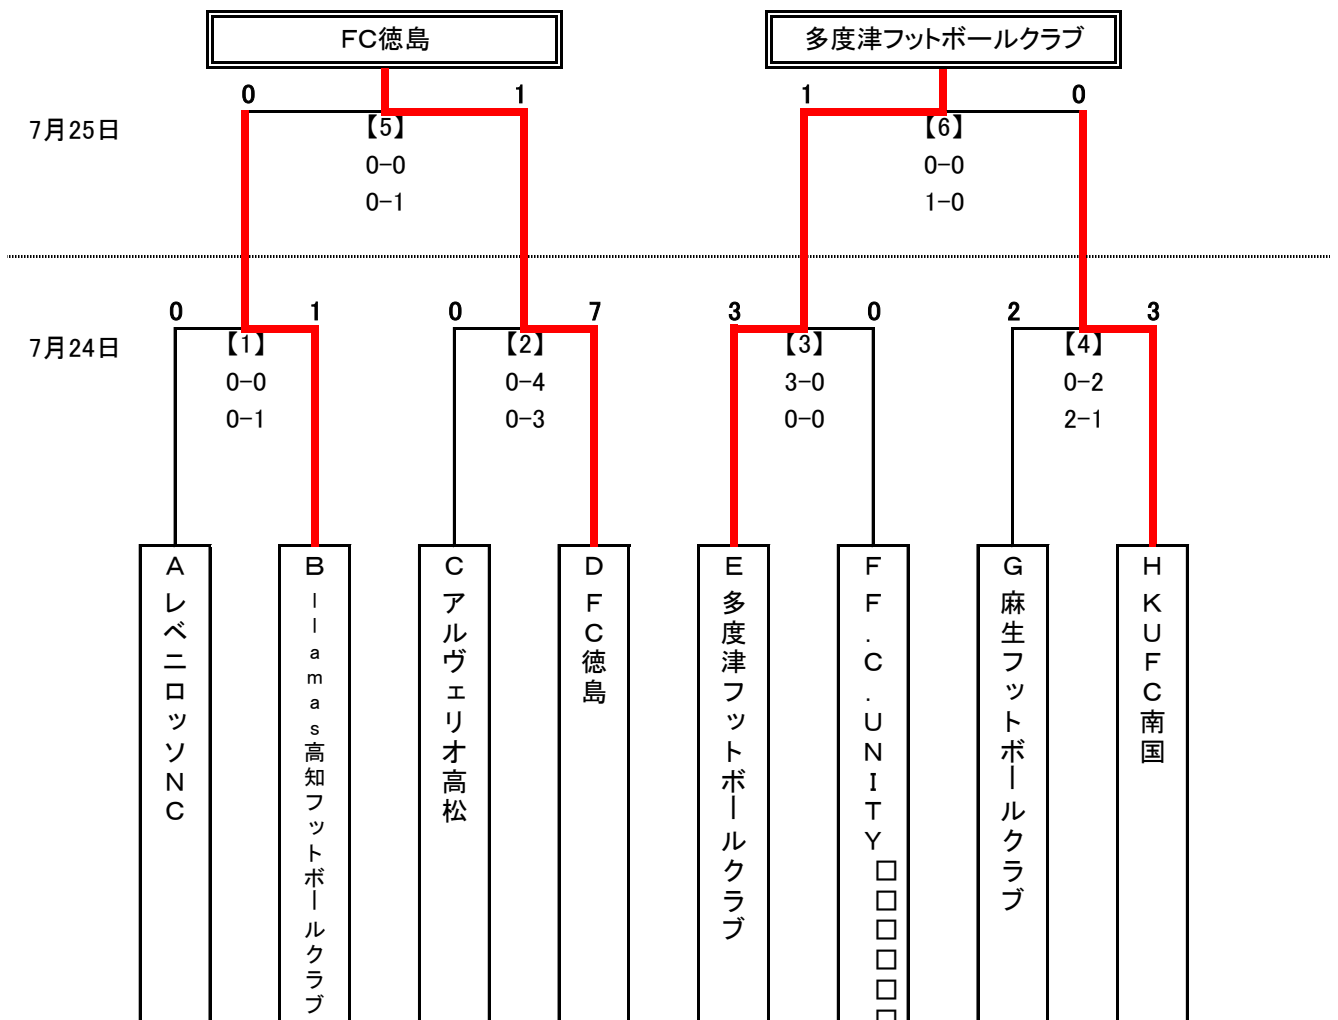 FC徳島
多度津フットボールクラブ
0 1 1 0
7月25日
【5】 【6】
0-0 0-0
0-1 1-0
0 1 0 7 3 0 2 3
7月24日
【1】 【2】 【3】 【4】
0-0 0-4 3-0 0-2
0-1 0-3 0-0 2-1
A レベニロッソNC
B llamas高知フットボールクラブ
C アルヴェリオ高松
D FC徳島
E 多度津フットボールクラブ
F F.C.UNITY□□□□□□
G 麻生フットボールクラブ
H KUFC南国